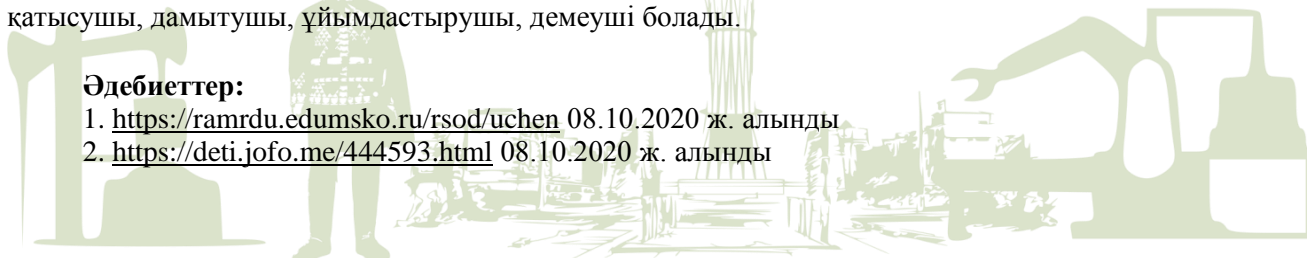 қатысушы, дамытушы, ұйымдастырушы, демеуші болады.
Әдебиеттер:
1. https://ramrdu.edumsko.ru/rsod/uchen 08.10.2020 ж. алынды
2. https://deti.jofo.me/444593.html 08.10.2020 ж. алынды